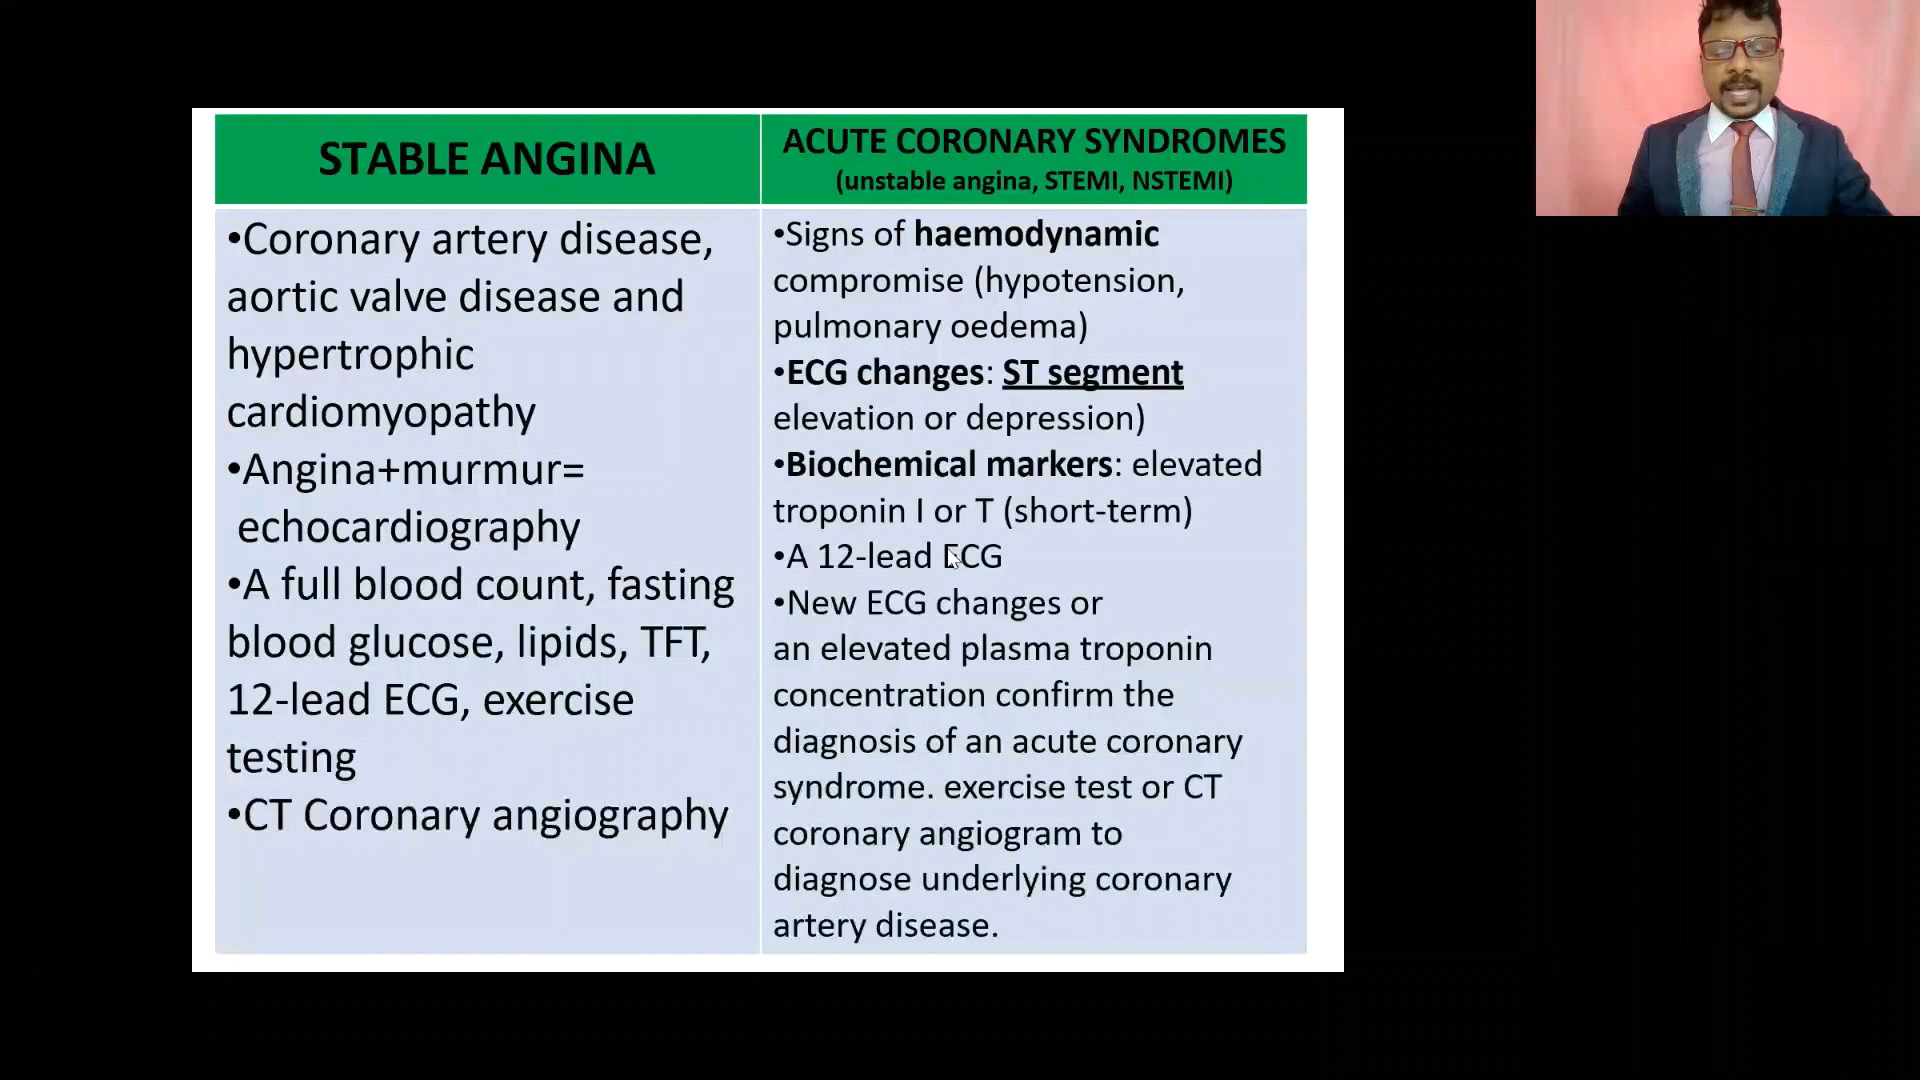 STABLE ANGINA
•Coronary artery disease,
aortic valve disease and
hypertrophic
cardiomyopathy
•Angina+murmur=
echocardiography
•A full blood count, fasting
blood glucose, lipids, TFT,
12-lead ECG, exercise
testing
•CT Coronary angiography
ACUTE CORONARY SYNDROMES
(unstable angina, STEMI, NSTEMI)
•Signs of haemodynamic
compromise (hypotension,
pulmonary oedema)
•ECG changes: ST segment
elevation or depression)
•Biochemical markers: elevated
troponin I or T (short-term)
•A 12-lead ECG
•New ECG changes or
an elevated plasma troponin
concentration confirm the
diagnosis of an acute coronary
syndrome. exercise test or CT
coronary angiogram to
diagnose underlying coronary
artery disease.